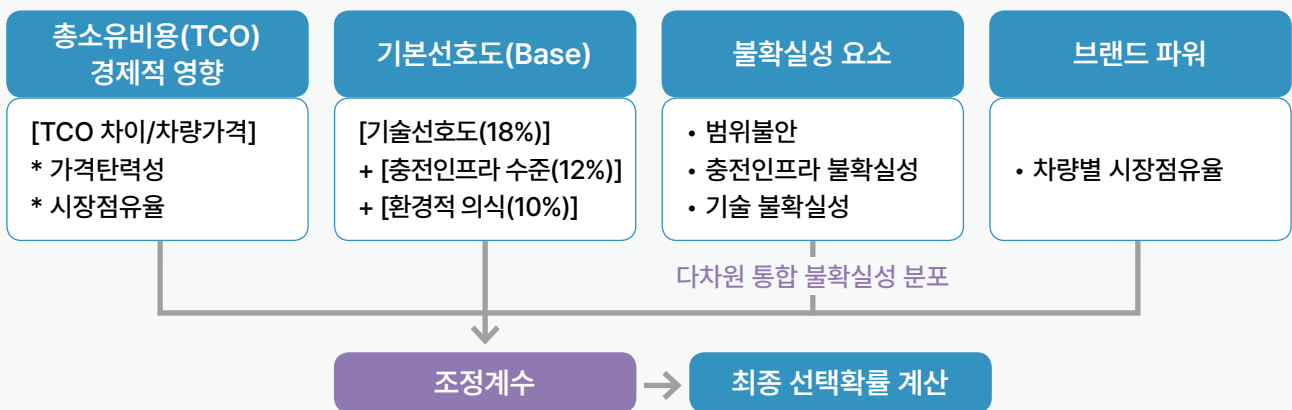 총소유비용(TCO)
경제적 영향
[TCO 차이/차량가격]
* 가격탄력성
* 시장점유율
기본선호도(Base)
[기술선호도(18%)]
+ [충전인프라 수준(12%)]
+ [환경적 의식(10%)]
불확실성 요소
• 범위불안
• 충전인프라 불확실성
• 기술 불확실성
브랜드 파워
• 차량별 시장점유율
다차원 통합 불확실성 분포
조정계수
최종 선택확률 계산